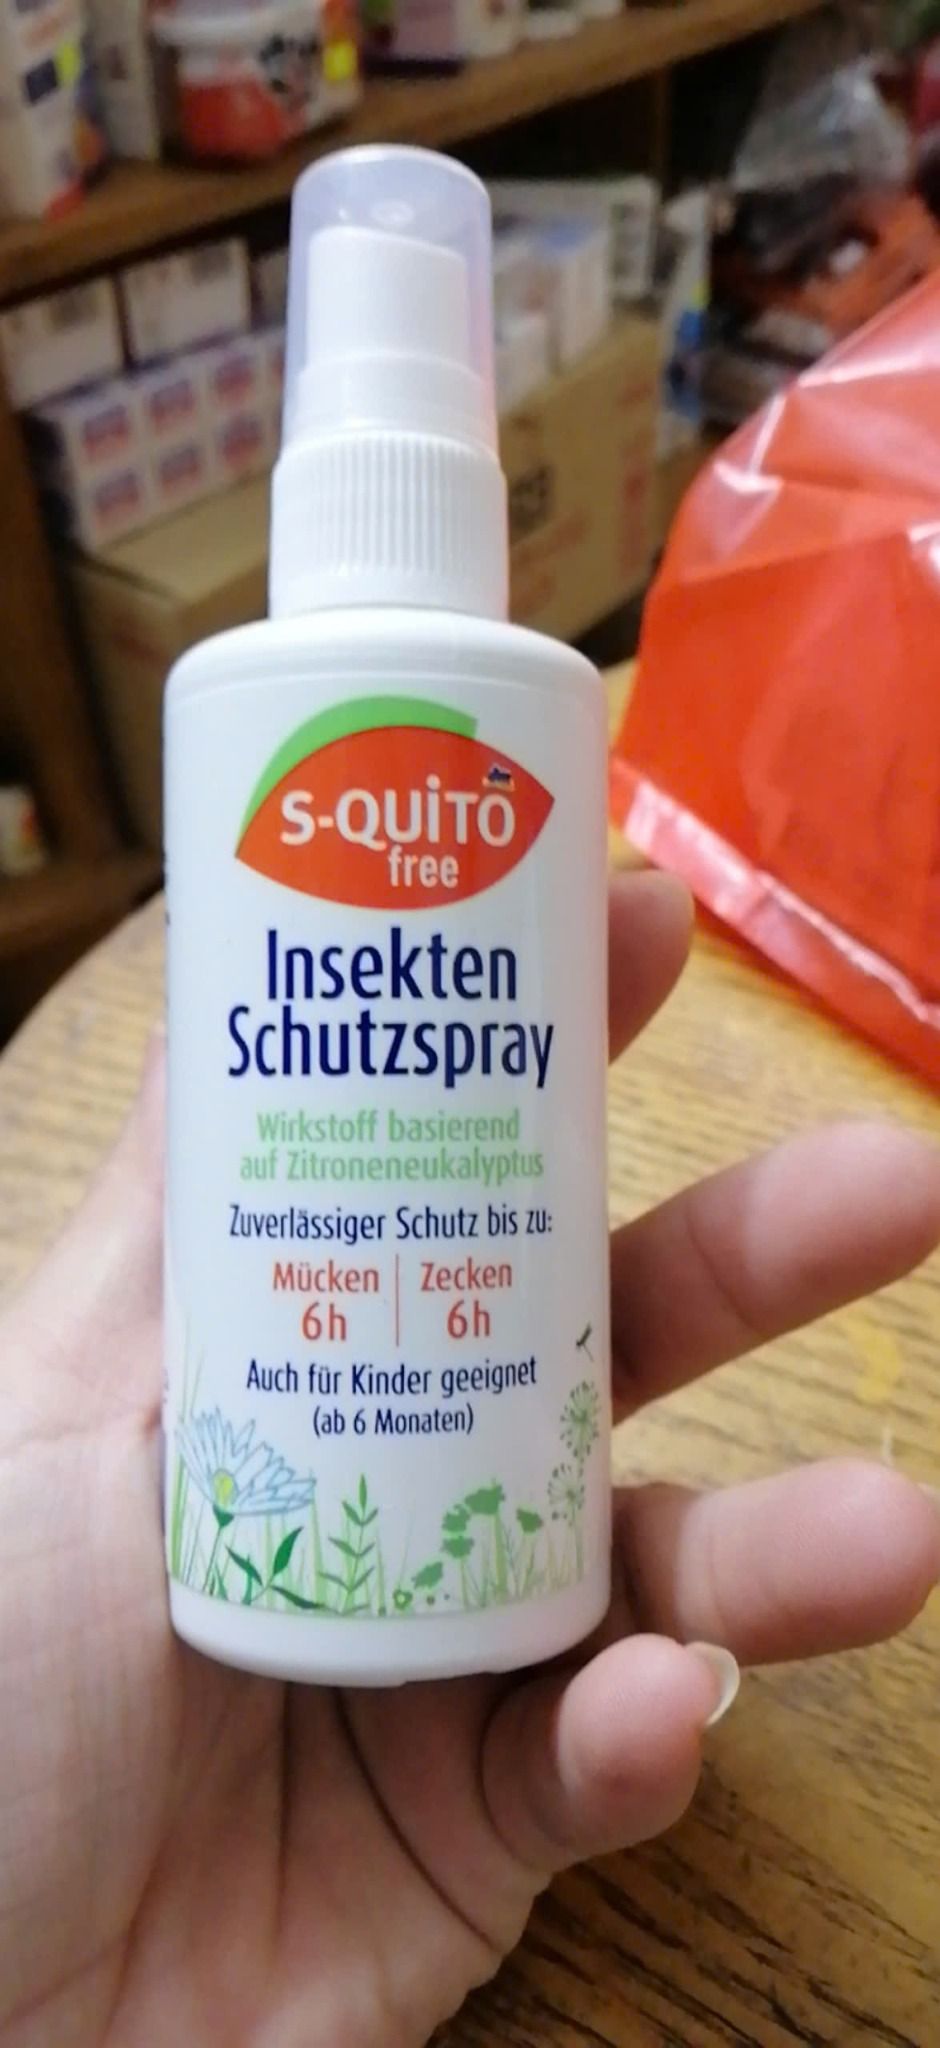 S-QUiTO
free
Insekten
Schutzspray
Wirkstoff basierend
auf Zitroneneukalyptus
Zuverlässiger Schutz bis zu:
Mücken
6h
Zecken
6h
Auch für Kinder geeignet
(ab 6 Monaten)